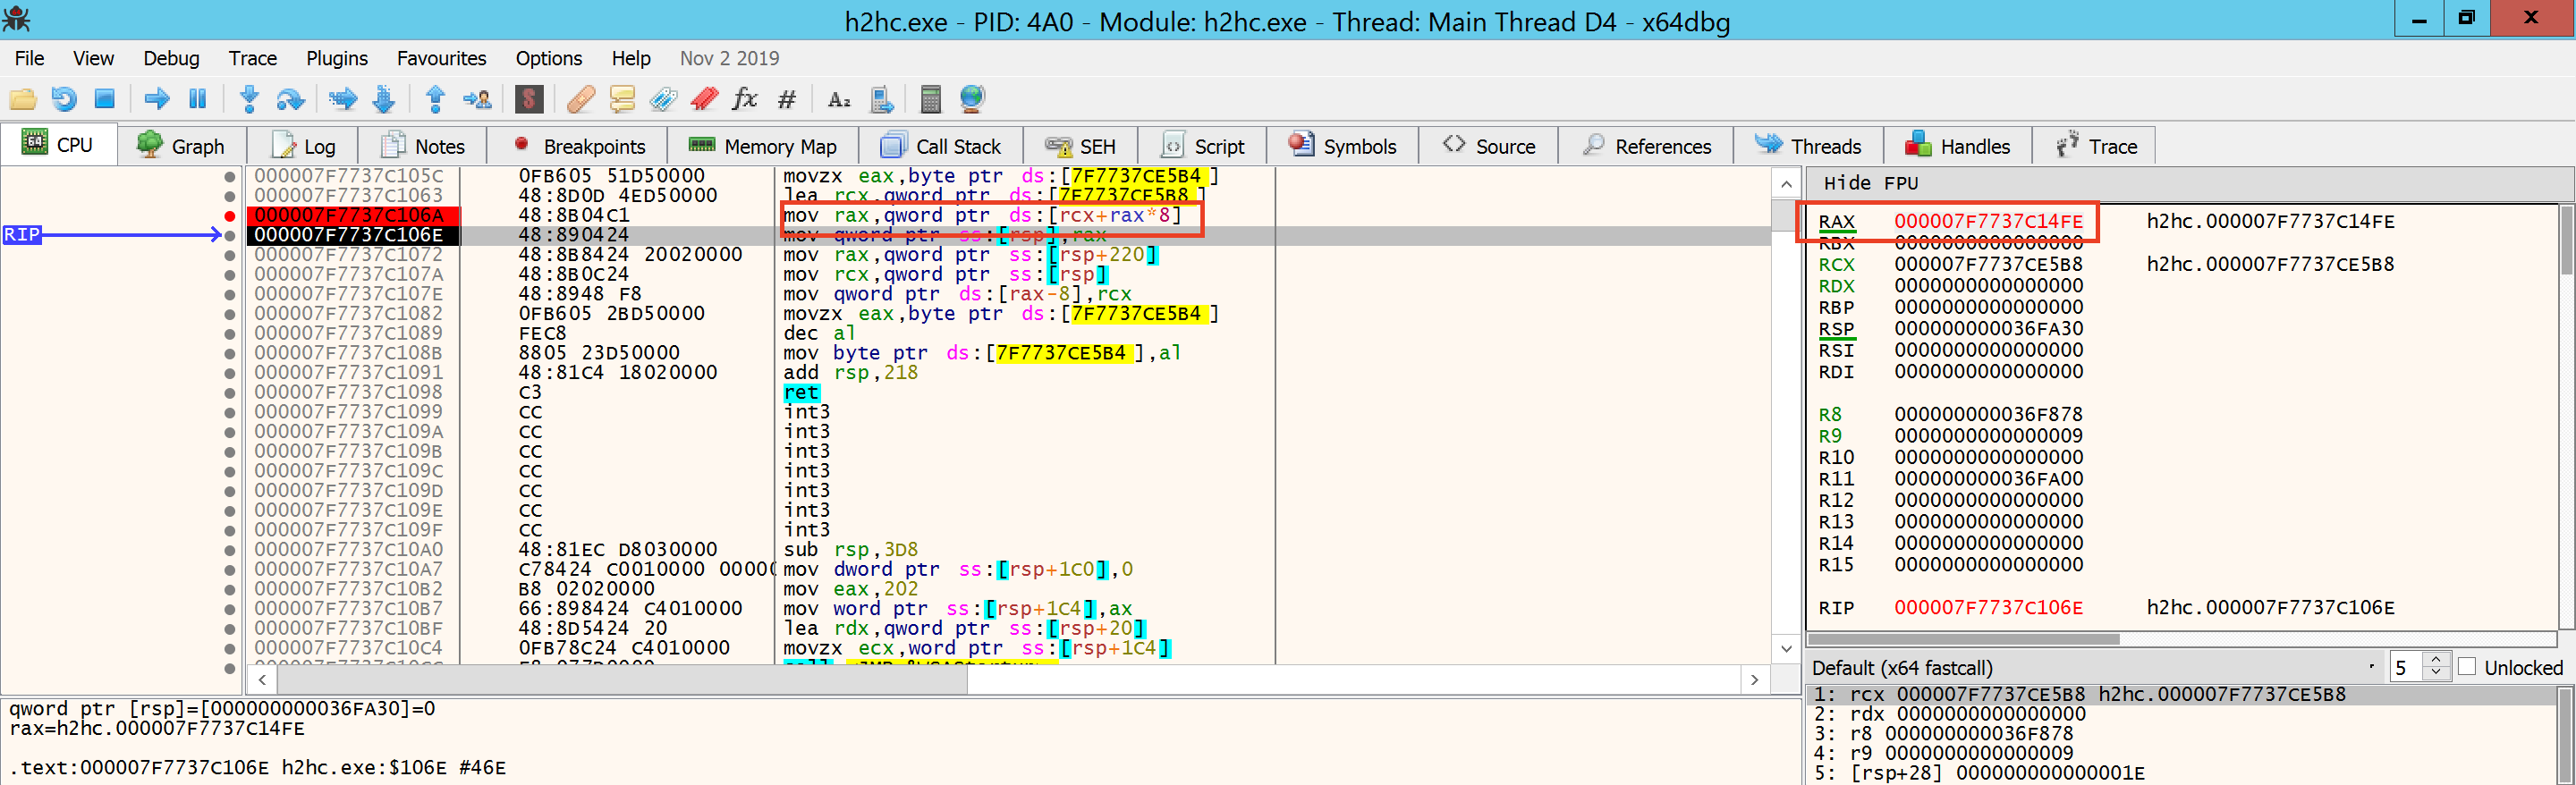 h2hc.exe - PID: 4A0 - Module: h2hc.exe - Thread: Main Thread D4 - x64dbg
File View Debug Trace Plugins Favourites Options Help Nov 2 2019
CPU Graph Log Notes Breakpoints Memory Map Call Stack SEH Script Symbols Source References Threads Handles Trace
000007F7737C105C 0FB605 51D50000 movzx eax,byte ptr ds:[7F7737CE5B4]
000007F7737C1063 48:8D0D 4ED50000 lea rcx,qword ptr ds:[7F7737CE5B8]
000007F7737C106A 48:8B04C1 mov rax,qword ptr ds:[rcx+rax*8]
RIP 000007F7737C106E 48:890424 mov qword ptr ss:[rsp],rax
000007F7737C1072 48:8B8424 20020000 mov rax,qword ptr ss:[rsp+220]
000007F7737C107A 48:8B0C24 mov rcx,qword ptr ss:[rsp]
000007F7737C107E 48:8948 F8 mov qword ptr ds:[rax-8],rcx
000007F7737C1082 0FB605 2BD50000 movzx eax,byte ptr ds:[7F7737CE5B4]
000007F7737C1089 FEC8 dec al
000007F7737C108B 8805 23D50000 mov byte ptr ds:[7F7737CE5B4],al
000007F7737C1091 48:81C4 18020000 add rsp,218
000007F7737C1098 C3 ret
000007F7737C1099 CC int3
000007F7737C109A CC int3
000007F7737C109B CC int3
000007F7737C109C CC int3
000007F7737C109D CC int3
000007F7737C109E CC int3
000007F7737C109F CC int3
000007F7737C10A0 48:81EC D8030000 sub rsp,3D8
000007F7737C10A7 C78424 C0010000 00000 mov dword ptr ss:[rsp+1C0],0
000007F7737C10B2 B8 02020000 mov eax,202
000007F7737C10B7 66:898424 C4010000 mov word ptr ss:[rsp+1C4],ax
000007F7737C10BF 48:8D5424 20 lea rdx,qword ptr ss:[rsp+20]
000007F7737C10C4 0FB78C24 C4010000 movzx ecx,word ptr ss:[rsp+1C4]
Hide FPU
RAX 000007F7737C14FE h2hc.000007F7737C14FE
RBX 0000000000000000
RCX 000007F7737CE5B8 h2hc.000007F7737CE5B8
RDX 0000000000000000
RBP 0000000000000000
RSP 000000000036FA30
RSI 0000000000000000
RDI 0000000000000000
R8 000000000036F878
R9 0000000000000009
R10 0000000000000000
R11 000000000036FA00
R12 0000000000000000
R13 0000000000000000
R14 0000000000000000
R15 0000000000000000
RIP 000007F7737C106E h2hc.000007F7737C106E
Default (x64 fastcall) 5 Unlocked
1: rcx 000007F7737CE5B8 h2hc.000007F7737CE5B8
2: rdx 0000000000000000
3: r8 000000000036F878
4: r9 0000000000000009
5: [rsp+28] 000000000000001E
qword ptr [rsp]=[000000000036FA30]=0
rax=h2hc.000007F7737C14FE
.text:000007F7737C106E h2hc.exe:$106E #46E